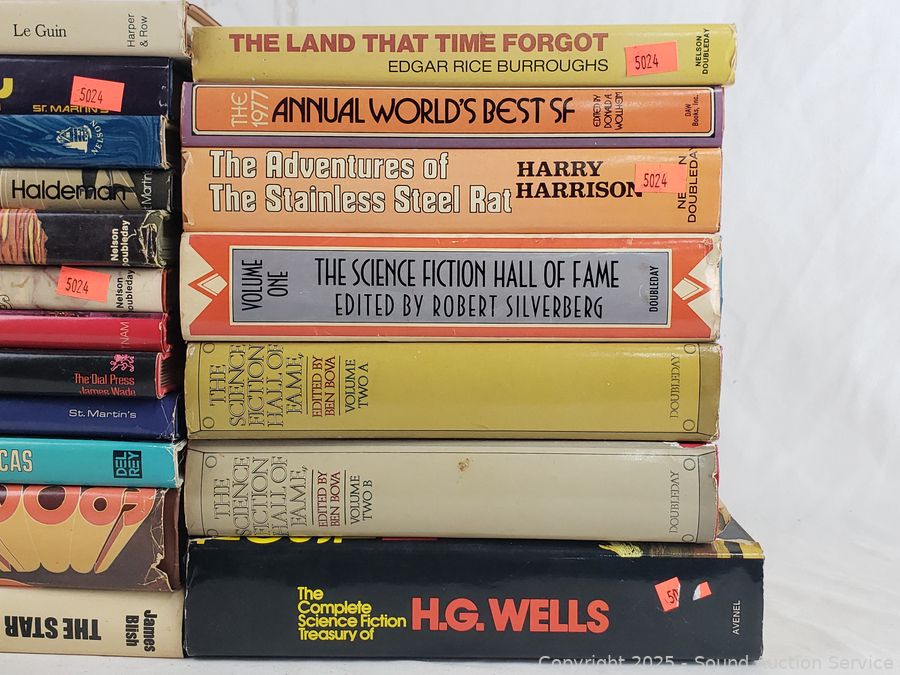 Le Guin
Harper
& Row
5024
ST. MARTIN'S
NELSON
Haldeman
St Martin
Nelson
Doubleday
5024
Nelson
Doubleday
The Dial Press
James Wade
St. Martin's
CAS
DEL
REY
James
Blish
THE STAR
THE LAND THAT TIME FORGOT
EDGAR RICE BURROUGHS
5024
NELSON
DOUBLEDAY
THE
1977
ANNUAL WORLD'S BEST SF
EDITED BY
DONALD A.
WOLLHEIM
DAW
Books, Inc.
The Adventures of
The Stainless Steel Rat
HARRY
HARRISON
5024
NE
DOUBLEDAY
VOLUME
ONE
THE SCIENCE FICTION HALL OF FAME
EDITED BY ROBERT SILVERBERG
DOUBLEDAY
THE
SCIENCE
FICTION
HALL OF
FAME,
EDITED BY
BEN BOVA
VOLUME
TWO A
DOUBLEDAY
THE
SCIENCE
FICTION
HALL OF
FAME,
EDITED BY
BEN BOVA
VOLUME
TWO B
DOUBLEDAY
The
Complete
Science Fiction
Treasury of
H.G. WELLS
50
AVENEL
Copyright 2025 - Sound Auction Service